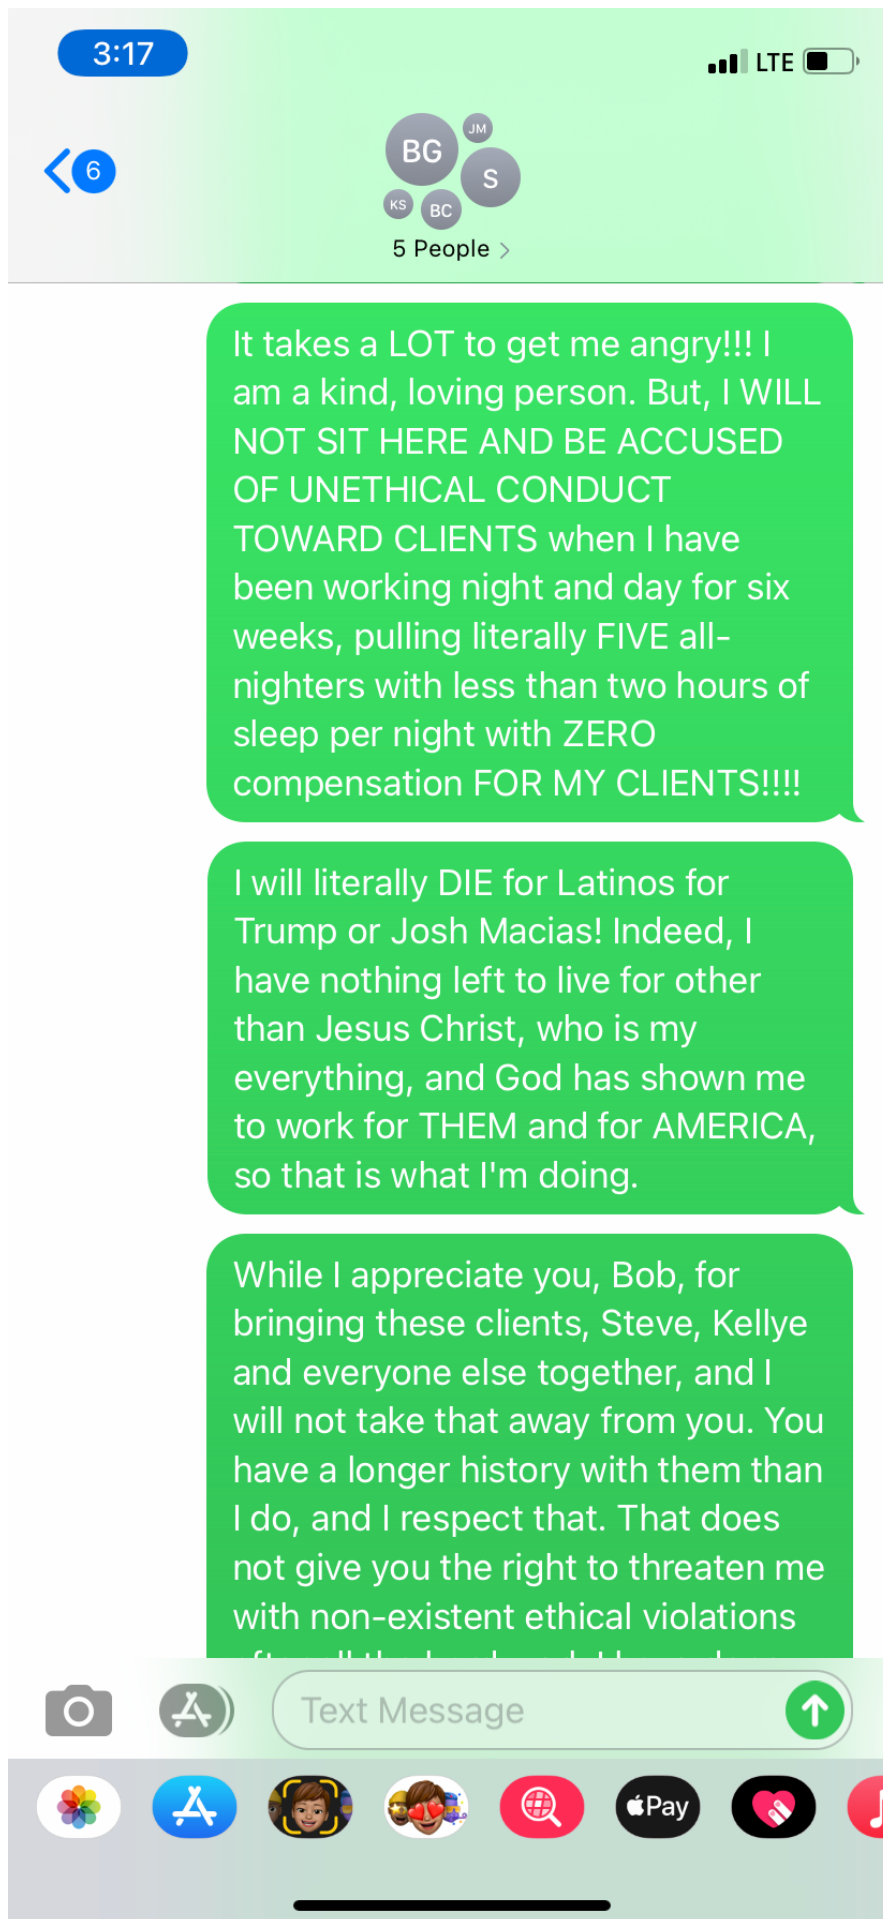 3:17
LTE
6
BG
JM
S
KS
BC
5 People
It takes a LOT to get me angry!!! I
am a kind, loving person. But, I WILL
NOT SIT HERE AND BE ACCUSED
OF UNETHICAL CONDUCT
TOWARD CLIENTS when I have
been working night and day for six
weeks, pulling literally FIVE all-
nighters with less than two hours of
sleep per night with ZERO
compensation FOR MY CLIENTS!!!!
I will literally DIE for Latinos for
Trump or Josh Macias! Indeed, I
have nothing left to live for other
than Jesus Christ, who is my
everything, and God has shown me
to work for THEM and for AMERICA,
so that is what I'm doing.
While I appreciate you, Bob, for
bringing these clients, Steve, Kellye
and everyone else together, and I
will not take that away from you. You
have a longer history with them than
I do, and I respect that. That does
not give you the right to threaten me
with non-existent ethical violations
Text Message
Pay